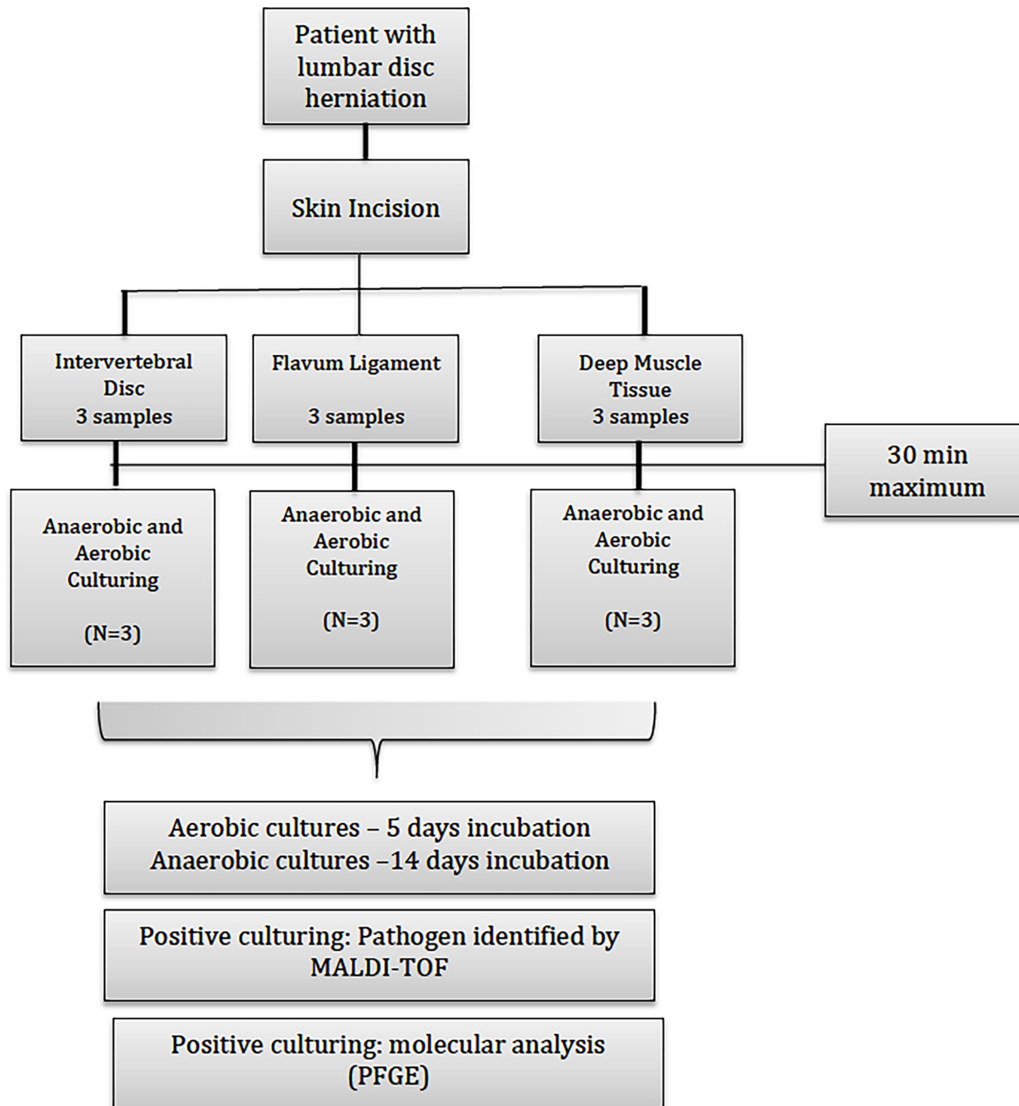 Patient with
lumbar disc
herniation
Skin Incision
Intervertebral
Disc
3 samples
Flavum Ligament
3 samples
Deep Muscle
Tissue
3 samples
30 min
maximum
Anaerobic and
Aerobic
Culturing
(N=3)
Anaerobic and
Aerobic
Culturing
(N=3)
Anaerobic and
Aerobic
Culturing
(N=3)
Aerobic cultures – 5 days incubation
Anaerobic cultures –14 days incubation
Positive culturing: Pathogen identified by
MALDI-TOF
Positive culturing: molecular analysis
(PFGE)